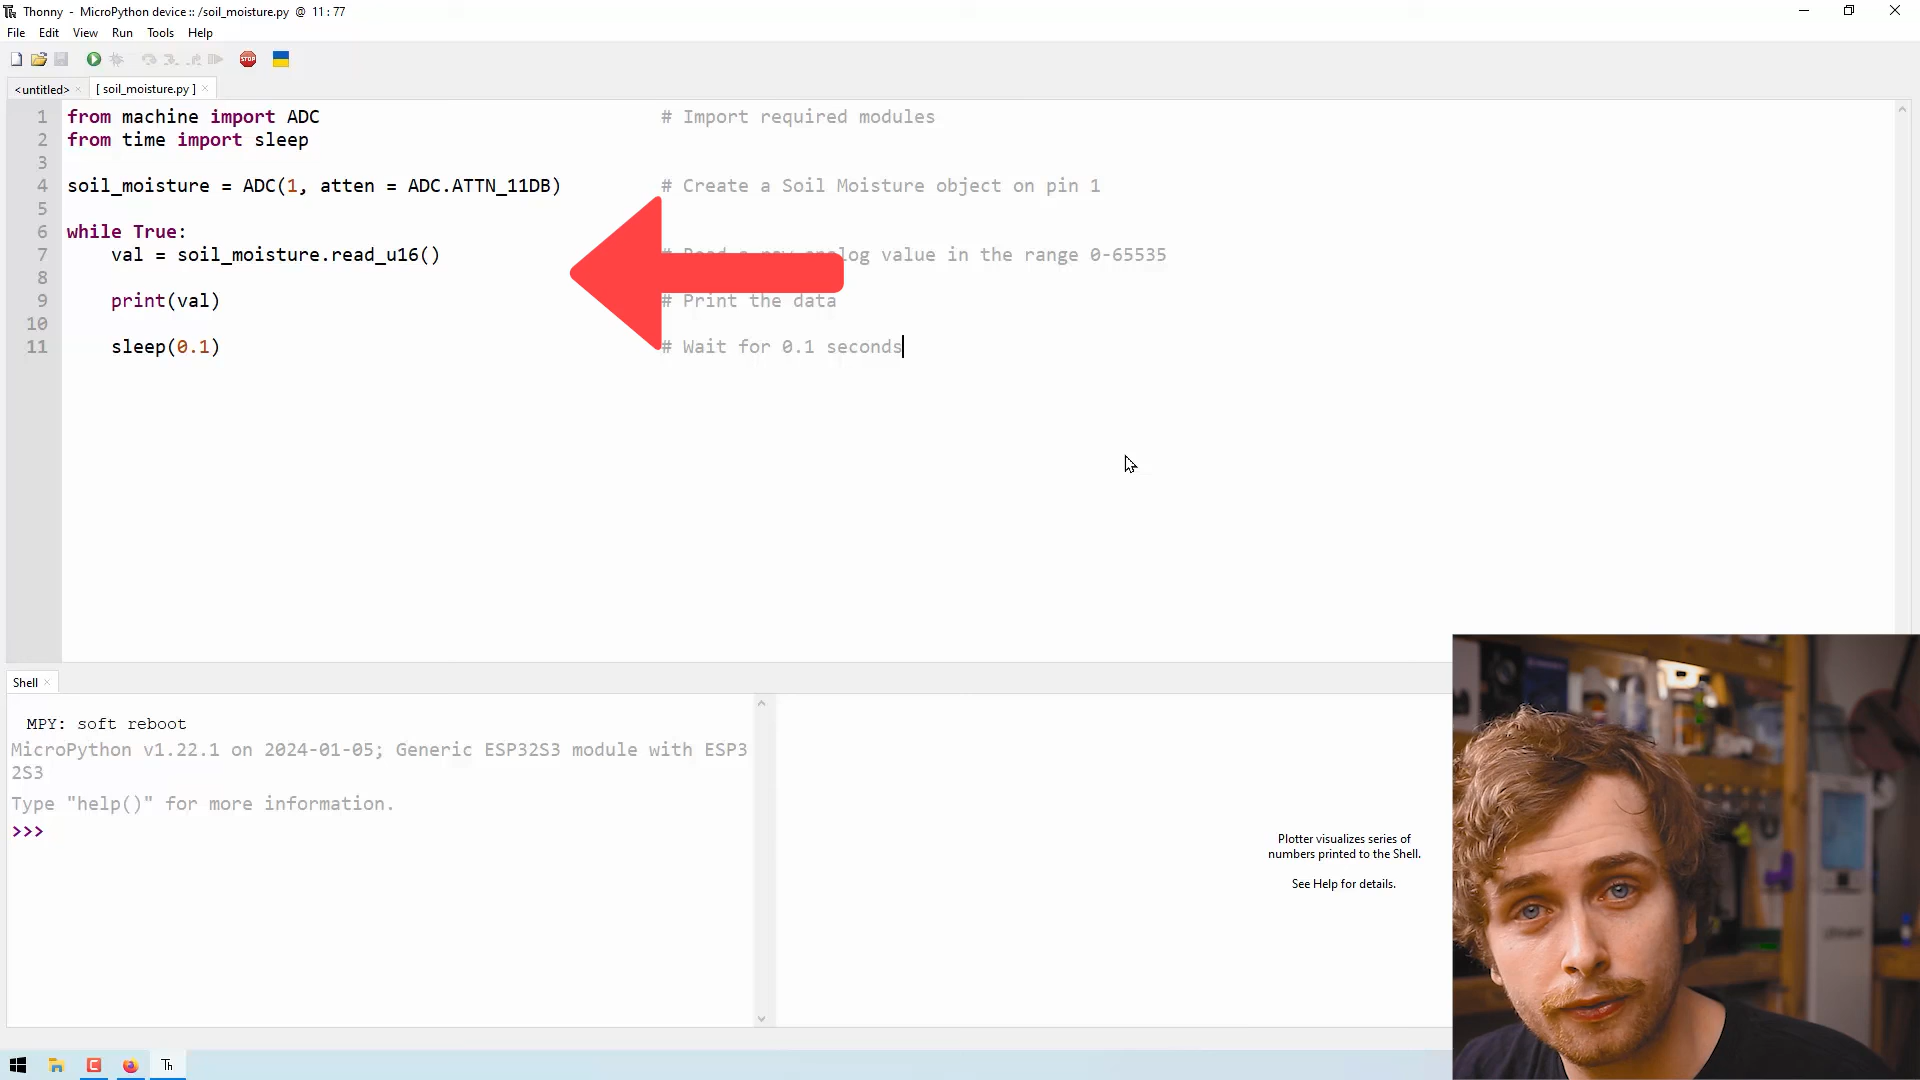 Thonny - MicroPython device :: /soil_moisture.py @ 11 : 77
File Edit View Run Tools Help
STOP
<untitled> [ soil_moisture.py ]
1 from machine import ADC # Import required modules
2 from time import sleep
3
4 soil_moisture = ADC(1, atten = ADC.ATTN_11DB) # Create a Soil Moisture object on pin 1
5
6 while True:
7 val = soil_moisture.read_u16() value in the range 0-65535
8
9 print(val) # Print the data
10
11 sleep(0.1) # Wait for 0.1 seconds
Shell
MPY: soft reboot
MicroPython v1.22.1 on 2024-01-05; Generic ESP32S3 module with ESP3
2S3
Type "help()" for more information.
>>>
Plotter visualizes series of
numbers printed to the Shell.
See Help for details.
Th